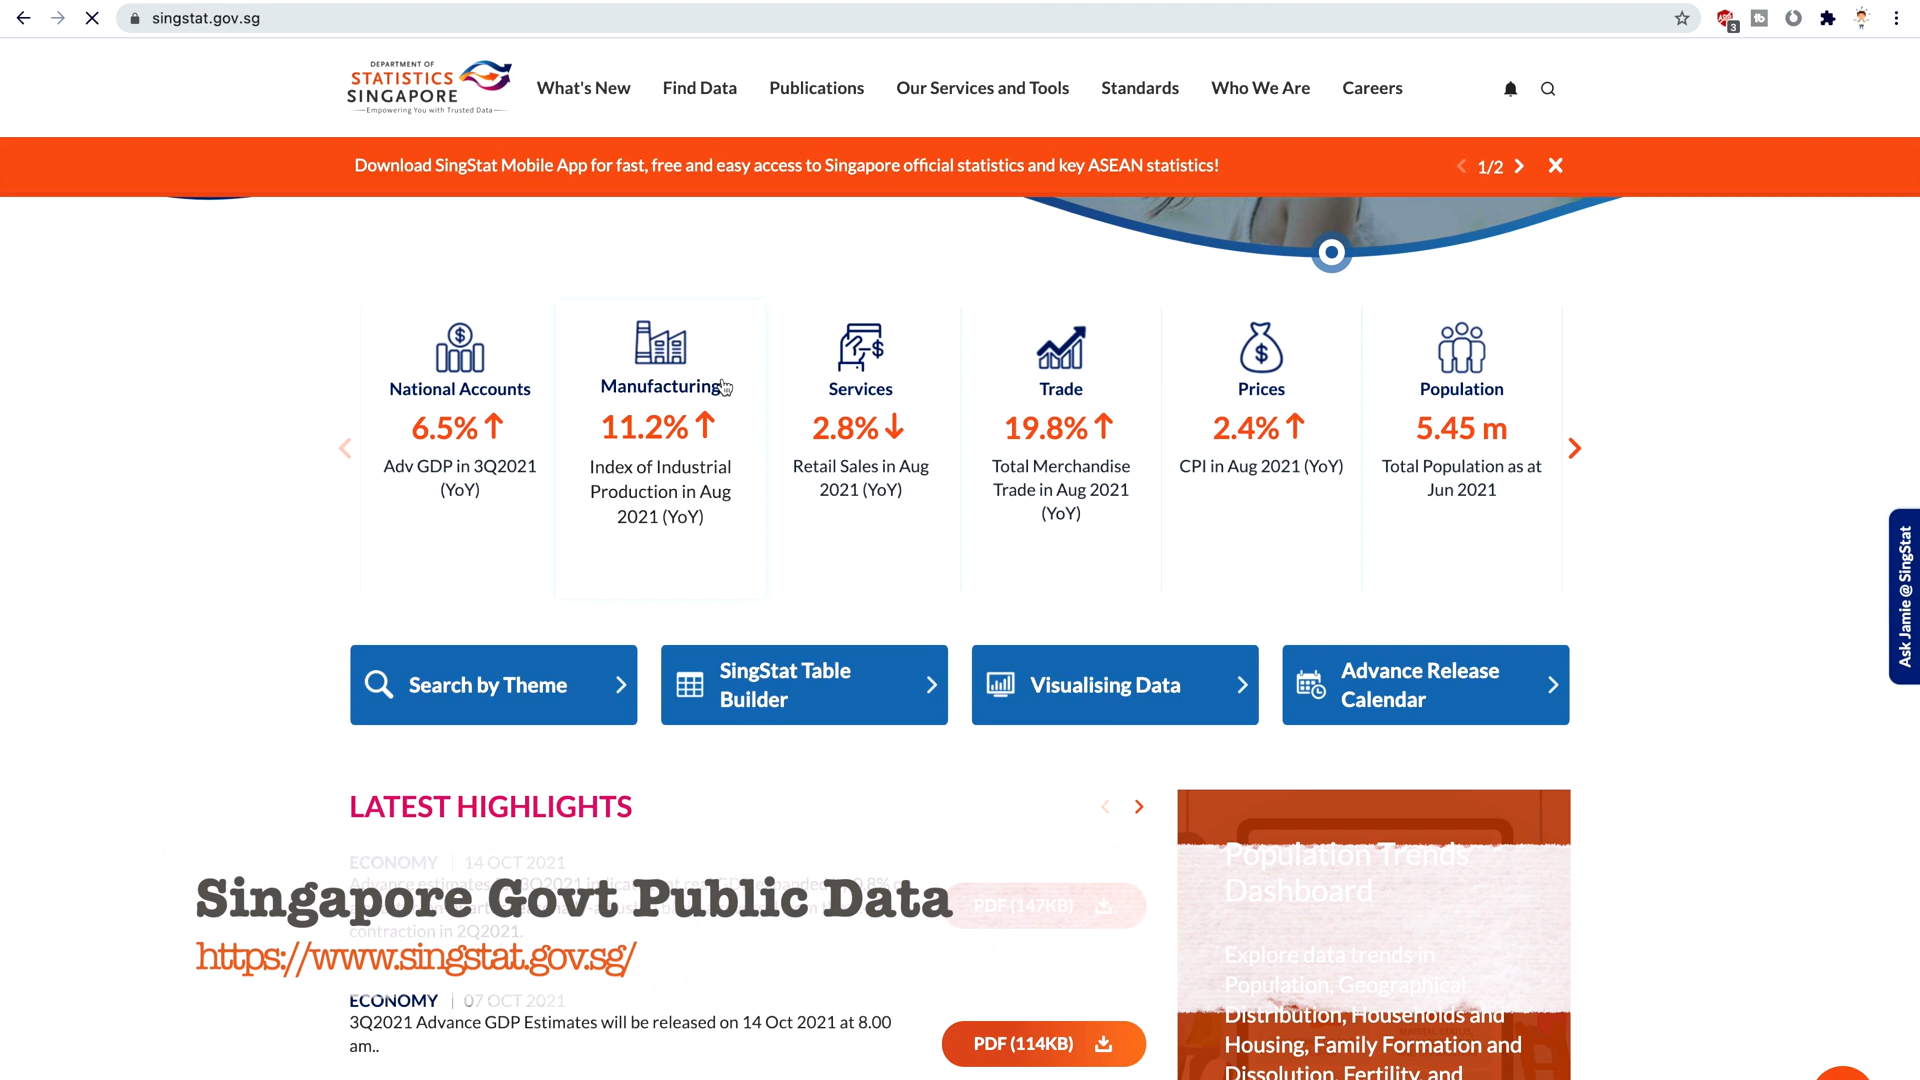 singstat.gov.sg
3
DEPARTMENT OF
STATISTICS
SINGAPORE
Empowering You with Trusted Data
What's New
Find Data
Publications
Our Services and Tools
Standards
Who We Are
Careers
Download SingStat Mobile App for fast, free and easy access to Singapore official statistics and key ASEAN statistics!
1/2
National Accounts
6.5%
Adv GDP in 3Q2021
(YoY)
Manufacturing
11.2%
Index of Industrial
Production in Aug
2021 (YoY)
Services
2.8%
Retail Sales in Aug
2021 (YoY)
Trade
19.8%
Total Merchandise
Trade in Aug 2021
(YoY)
Prices
2.4%
CPI in Aug 2021 (YoY)
Population
5.45 m
Total Population as at
Jun 2021
Ask Jamie @ SingStat
Search by Theme
SingStat Table
Builder
Visualising Data
Advance Release
Calendar
LATEST HIGHLIGHTS
ECONOMY | 14 OCT 2021
Advance estimates
contraction in 2Q2021.
PDF (147KB)
Singapore Govt Public Data
https://www.singstat.gov.sg/
ECONOMY | 07 OCT 2021
3Q2021 Advance GDP Estimates will be released on 14 Oct 2021 at 8.00
am..
PDF (114KB)
Population Trends
Dashboard
Explore data trends in
Population, Geographical
Distribution, Households and
Housing, Family Formation and
Dissolution, Fertility, and